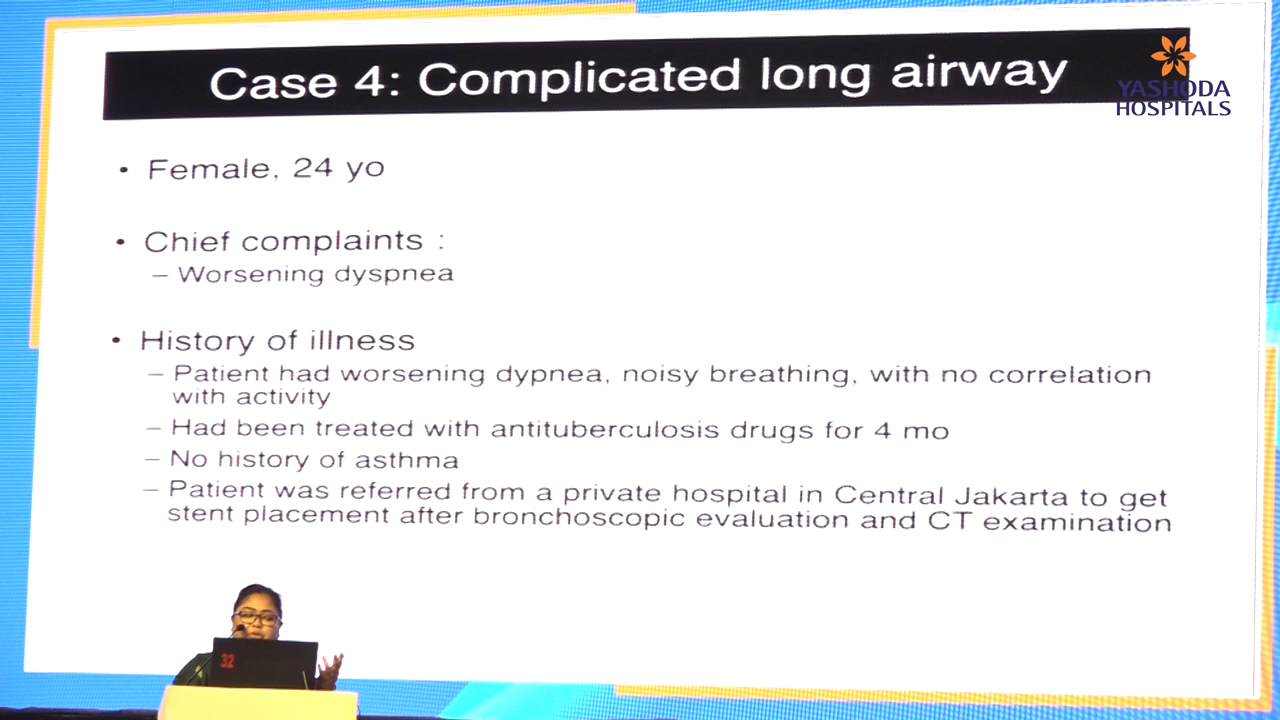 Case 4: Complicated long airway
YASHODA
HOSPITALS
• Female, 24 yo
• Chief complaints :
– Worsening dyspnea
• History of illness
– Patient had worsening dypnea, noisy breathing, with no correlation
with activity
– Had been treated with antituberculosis drugs for 4 mo
– No history of asthma
– Patient was referred from a private hospital in Central Jakarta to get
stent placement after bronchoscopic evaluation and CT examination
32